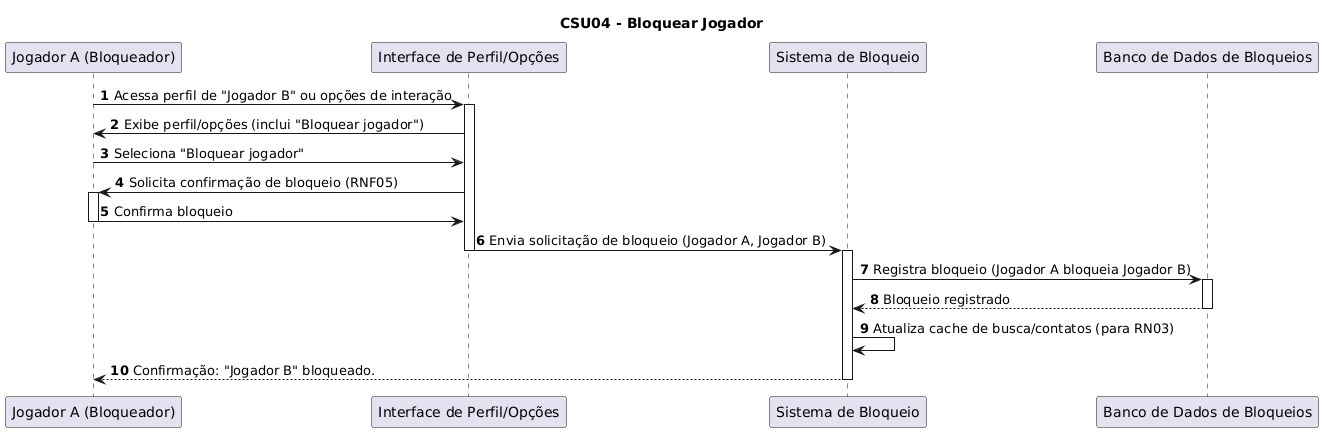 CSU04 - Bloquear Jogador
Jogador A (Bloqueador)
Interface de Perfil/Opções
Sistema de Bloqueio
Banco de Dados de Bloqueios
1 Acessa perfil de "Jogador B" ou opções de interação
2 Exibe perfil/opções (inclui "Bloquear jogador")
3 Seleciona "Bloquear jogador"
4 Solicita confirmação de bloqueio (RNF05)
5 Confirma bloqueio
6 Envia solicitação de bloqueio (Jogador A, Jogador B)
7 Registra bloqueio (Jogador A bloqueia Jogador B)
8 Bloqueio registrado
9 Atualiza cache de busca/contatos (para RN03)
10 Confirmação: "Jogador B" bloqueado.
Jogador A (Bloqueador)
Interface de Perfil/Opções
Sistema de Bloqueio
Banco de Dados de Bloqueios